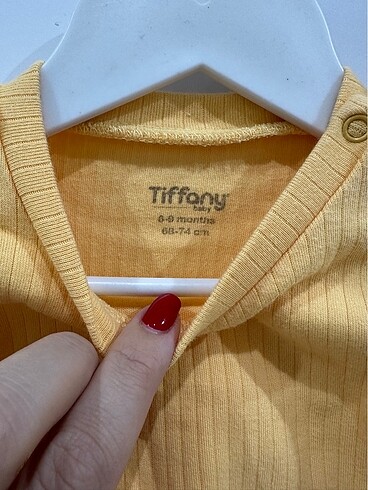 Tiffany
baby
6-9 months
68-74 cm